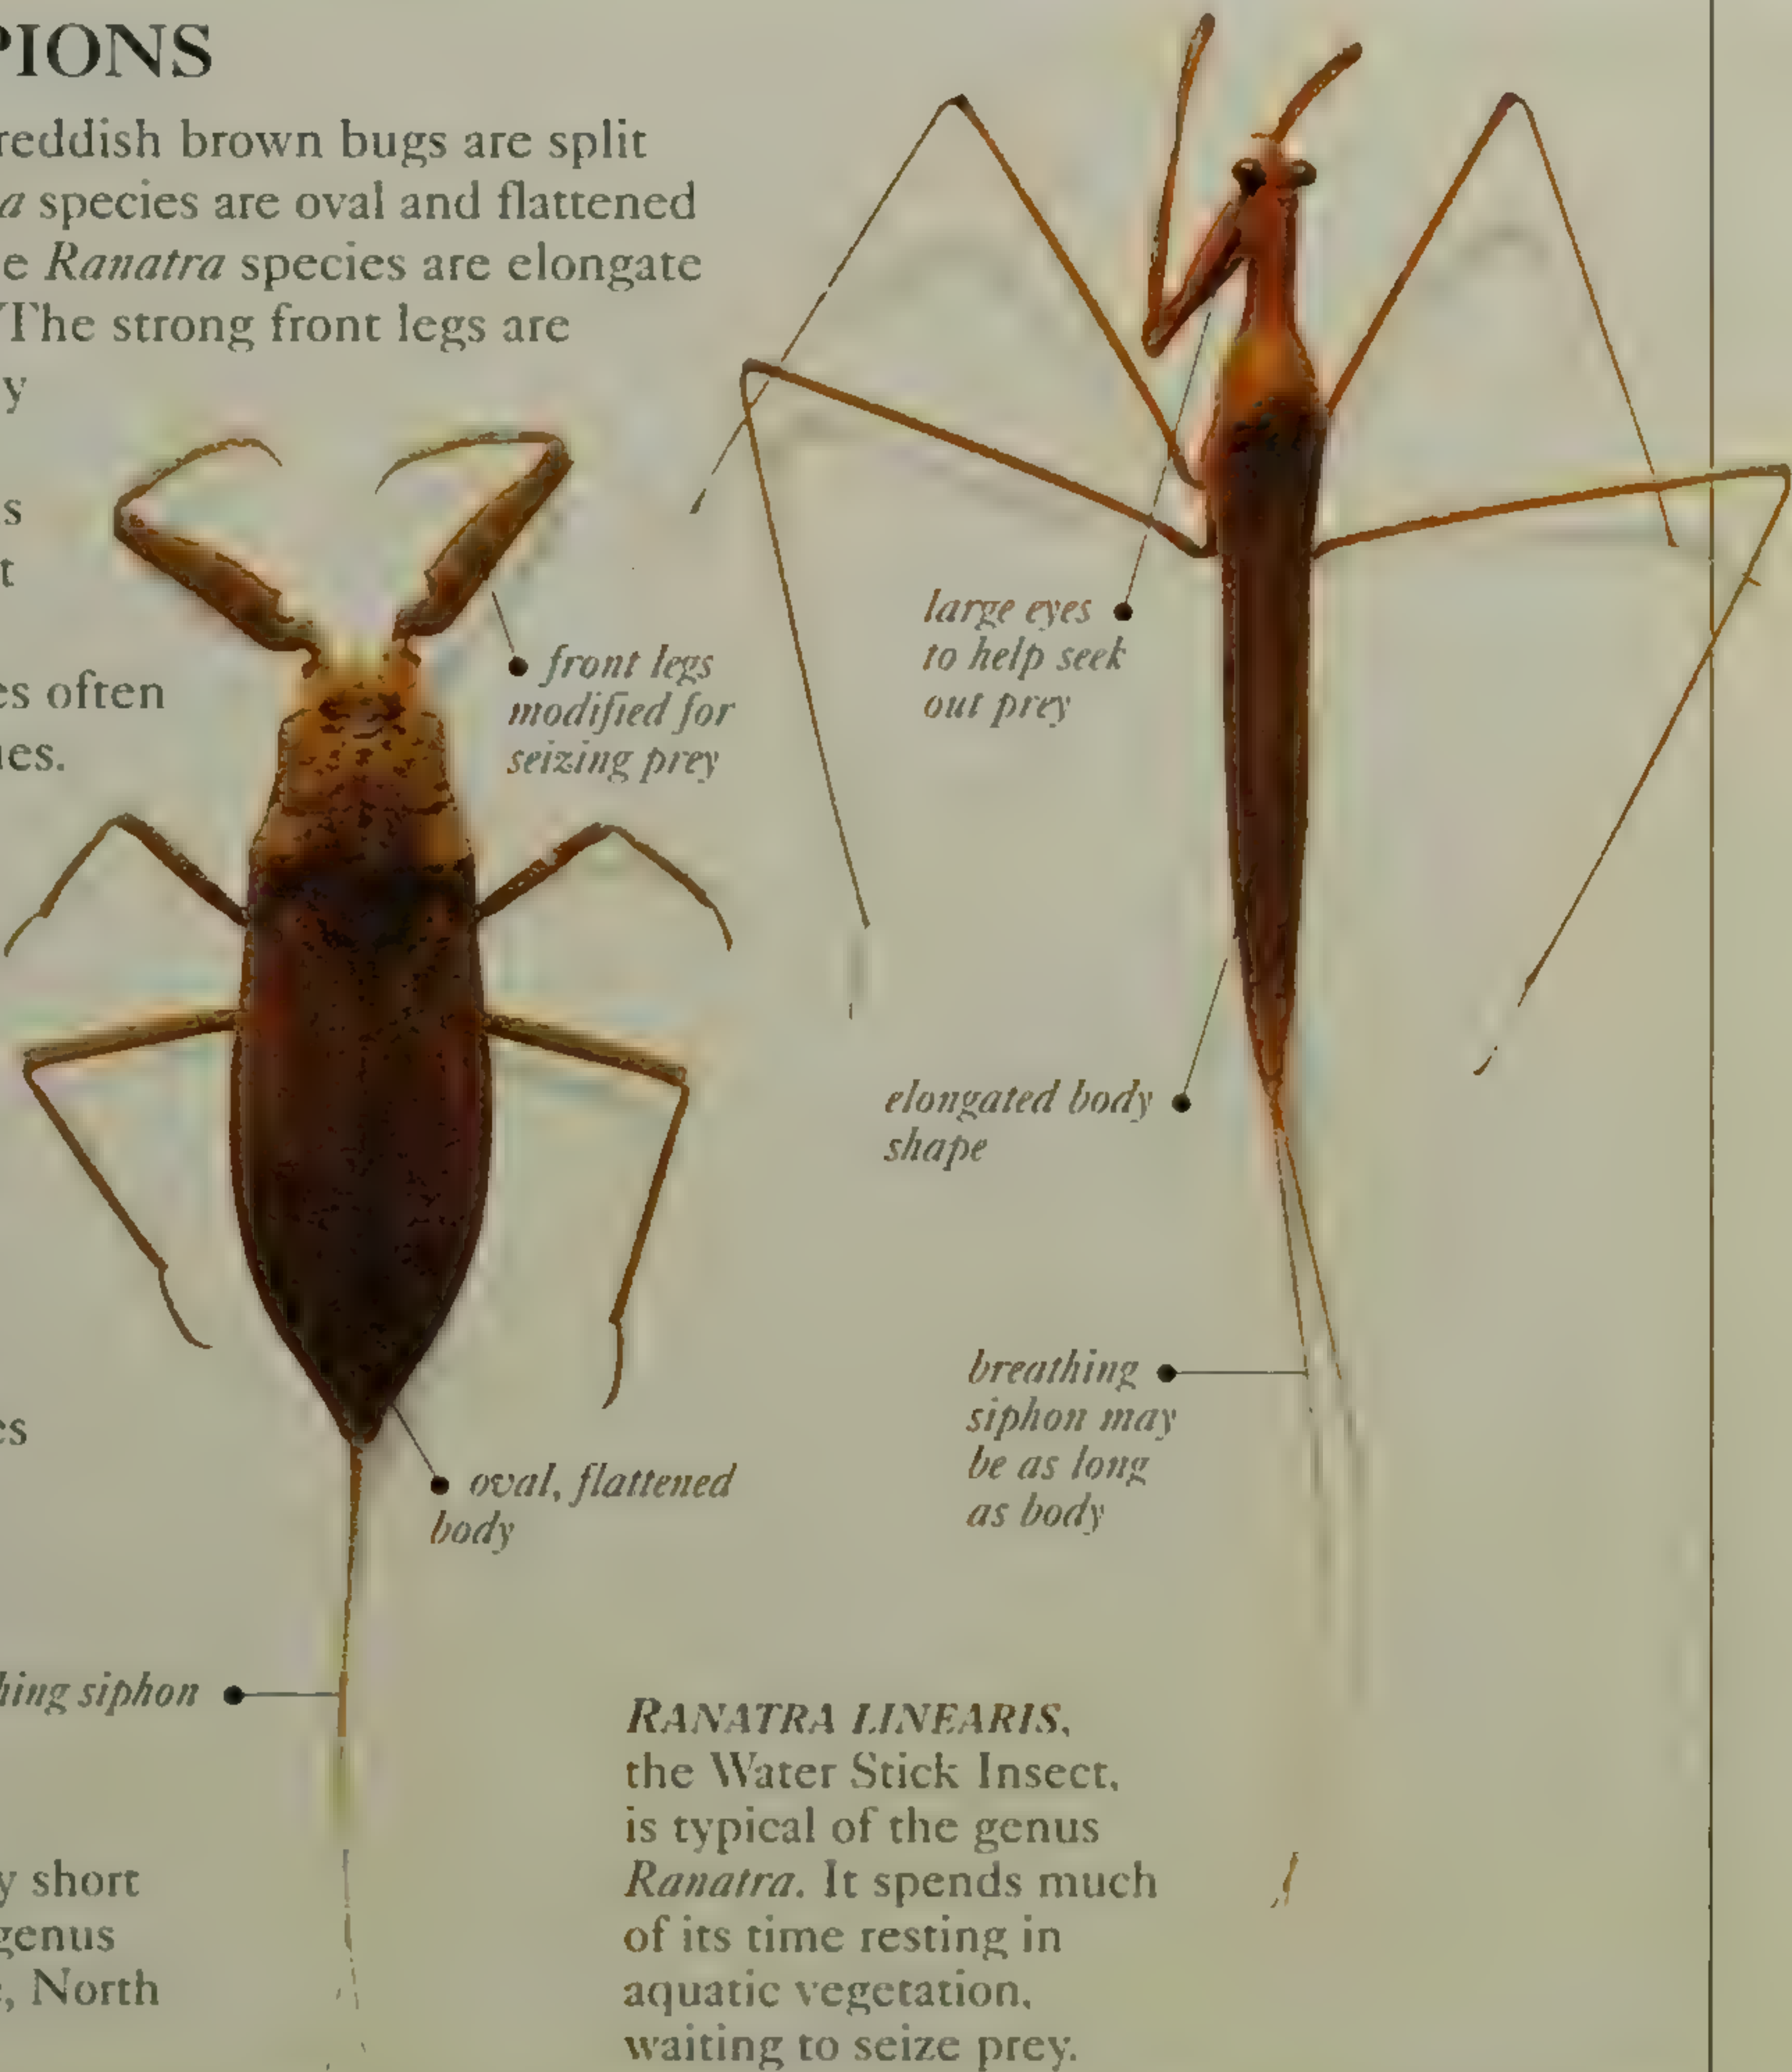 PIONS
reddish brown bugs are split
a species are oval and flattened
e Ranatra species are elongate
The strong front legs are
y
s
t
es often
ues.
front legs
modified for
seizing prey
large eyes
to help seek
out prey
elongated body
shape
breathing
siphon may
be as long
as body
es
oval, flattened
body
hing siphon
y short
genus
, North
RANATRA LINEARIS,
the Water Stick Insect,
is typical of the genus
Ranatra. It spends much
of its time resting in
aquatic vegetation,
waiting to seize prey.